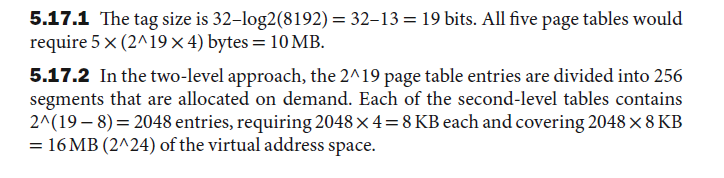 5.17.1 The tag size is 32–log2(8192) = 32–13 = 19 bits. All five page tables would
require 5 × (2^19 × 4) bytes = 10 MB.
5.17.2 In the two-level approach, the 2^19 page table entries are divided into 256
segments that are allocated on demand. Each of the second-level tables contains
2^(19 – 8) = 2048 entries, requiring 2048 × 4 = 8 KB each and covering 2048 × 8 KB
= 16 MB (2^24) of the virtual address space.